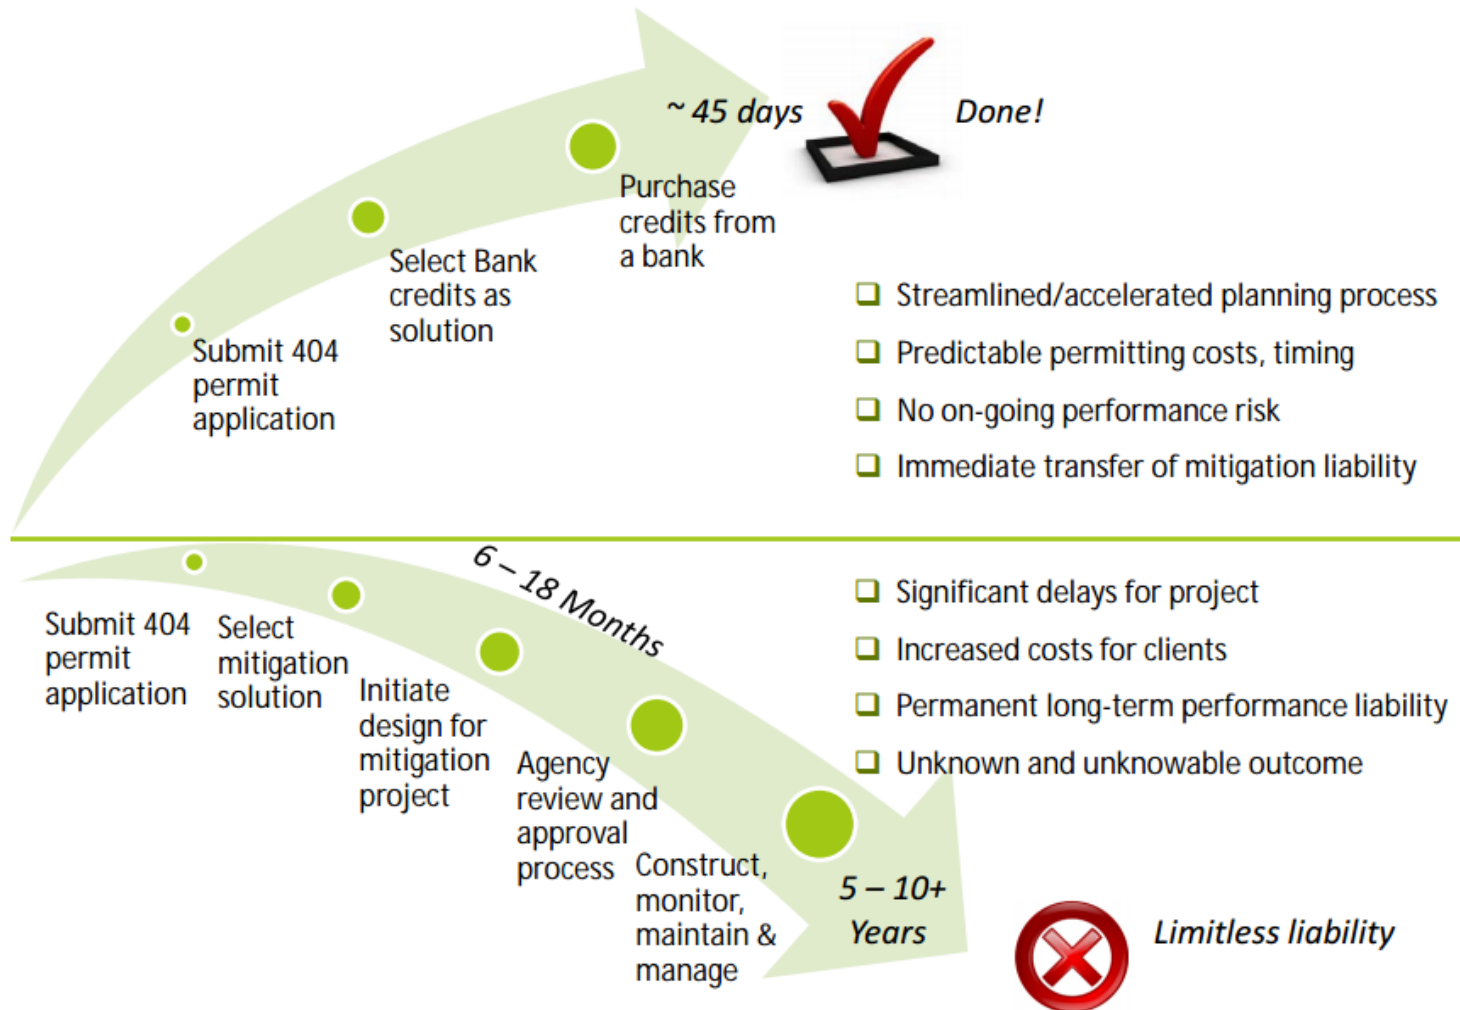 ~ 45 days
Done!
Purchase
credits from
a bank
Select Bank
credits as
solution
Submit 404
permit
application
❑ Streamlined/accelerated planning process
❑ Predictable permitting costs, timing
❑ No on-going performance risk
❑ Immediate transfer of mitigation liability
6 – 18 Months
Submit 404
permit
application
Select
mitigation
solution
Initiate
design for
mitigation
project
Agency
review and
approval
process
Construct,
monitor,
maintain &
manage
5 – 10+
Years
❑ Significant delays for project
❑ Increased costs for clients
❑ Permanent long-term performance liability
❑ Unknown and unknowable outcome
Limitless liability